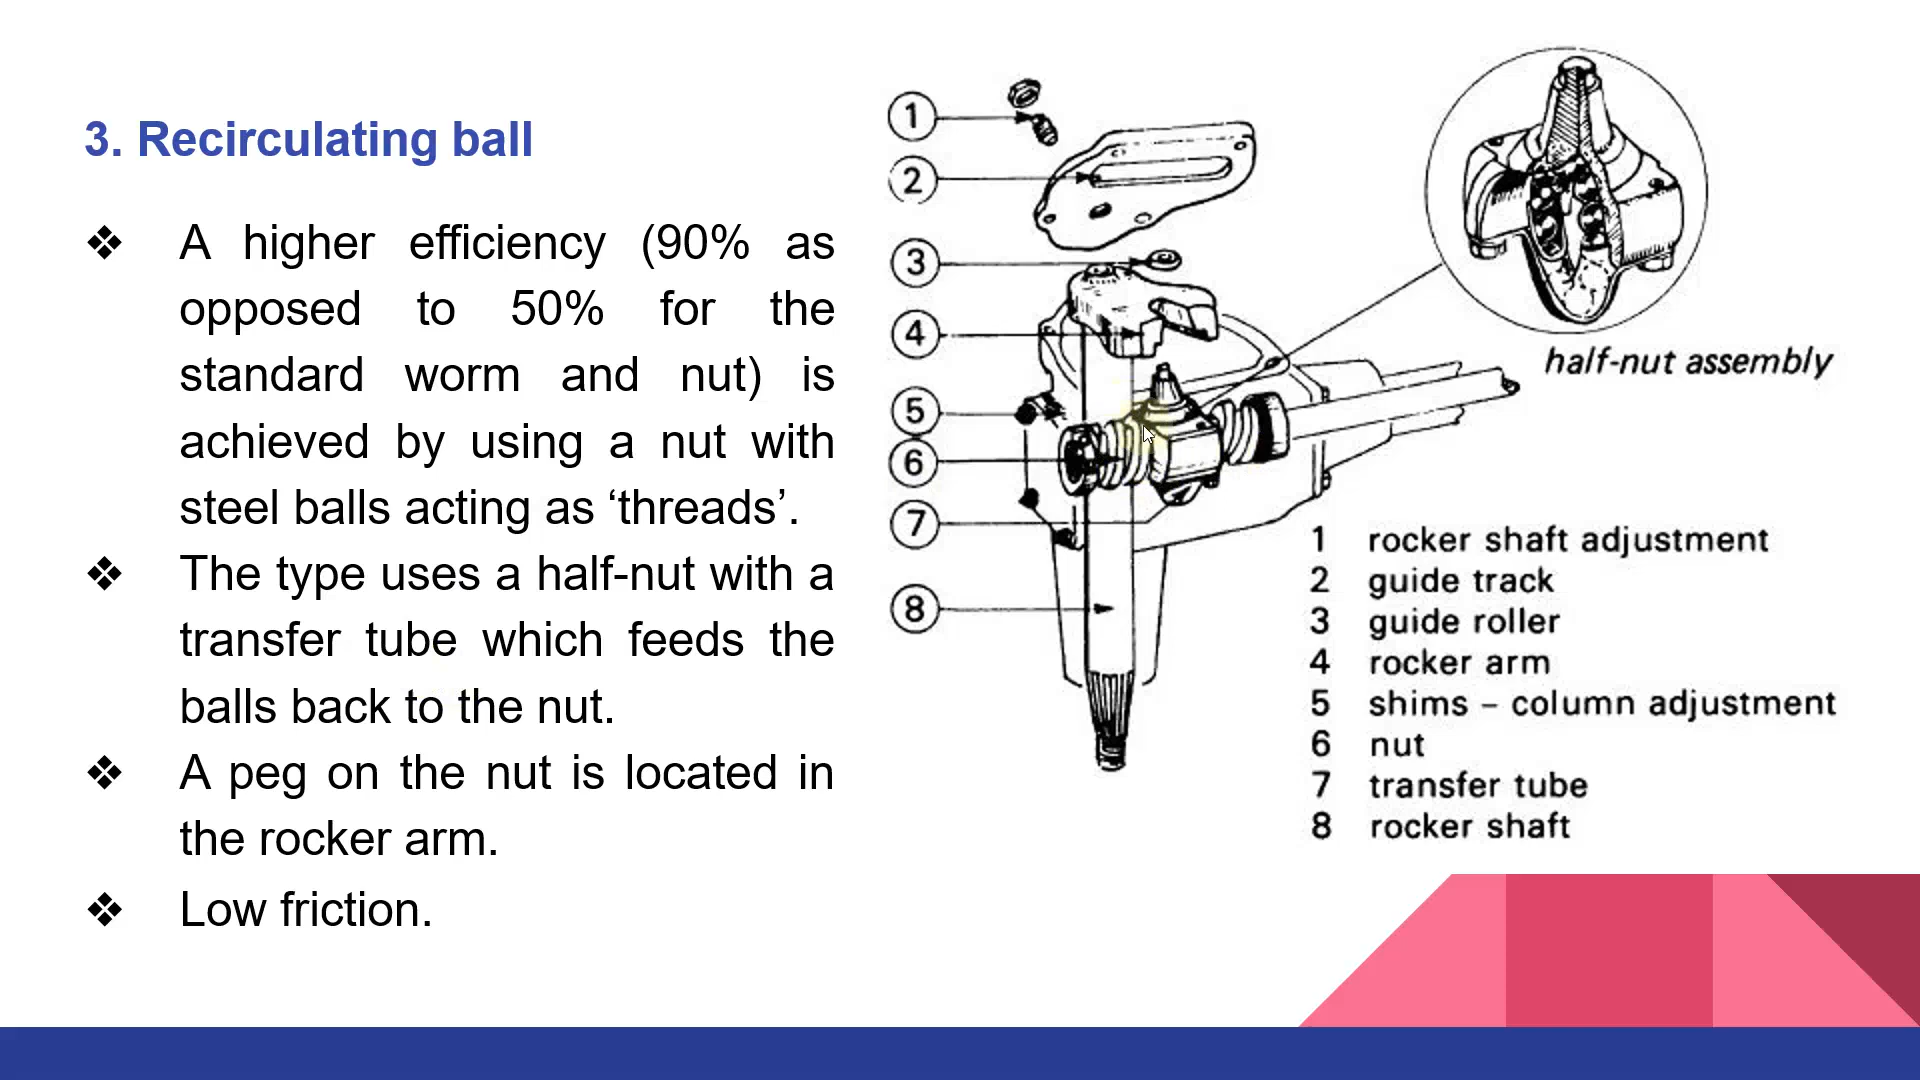 3. Recirculating ball
❖ A higher efficiency (90% as
opposed to 50% for the
standard worm and nut) is
achieved by using a nut with
steel balls acting as ‘threads’.
❖ The type uses a half-nut with a
transfer tube which feeds the
balls back to the nut.
❖ A peg on the nut is located in
the rocker arm.
❖ Low friction.
1
2
3
4
5
6
7
8
half-nut assembly
1 rocker shaft adjustment
2 guide track
3 guide roller
4 rocker arm
5 shims – column adjustment
6 nut
7 transfer tube
8 rocker shaft